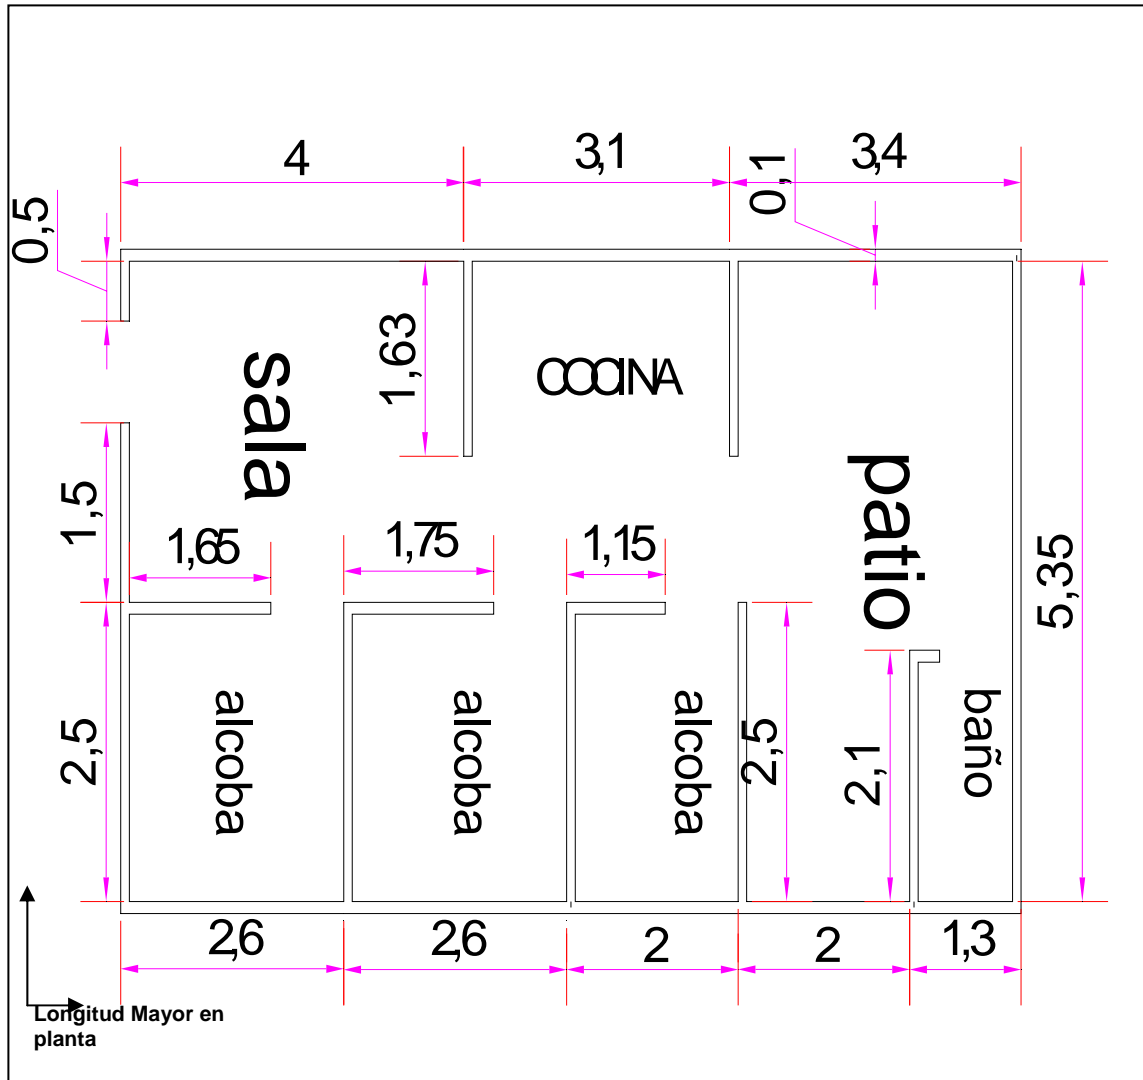 4
3,1
0,1
3,4
0,5
1,63
sala
COCINA
patio
1,5
1,65
1,75
1,15
5,35
2,5
alcoba
alcoba
alcoba
2,5
2,1
baño
2,6
2,6
2
2
1,3
Longitud Mayor en
planta